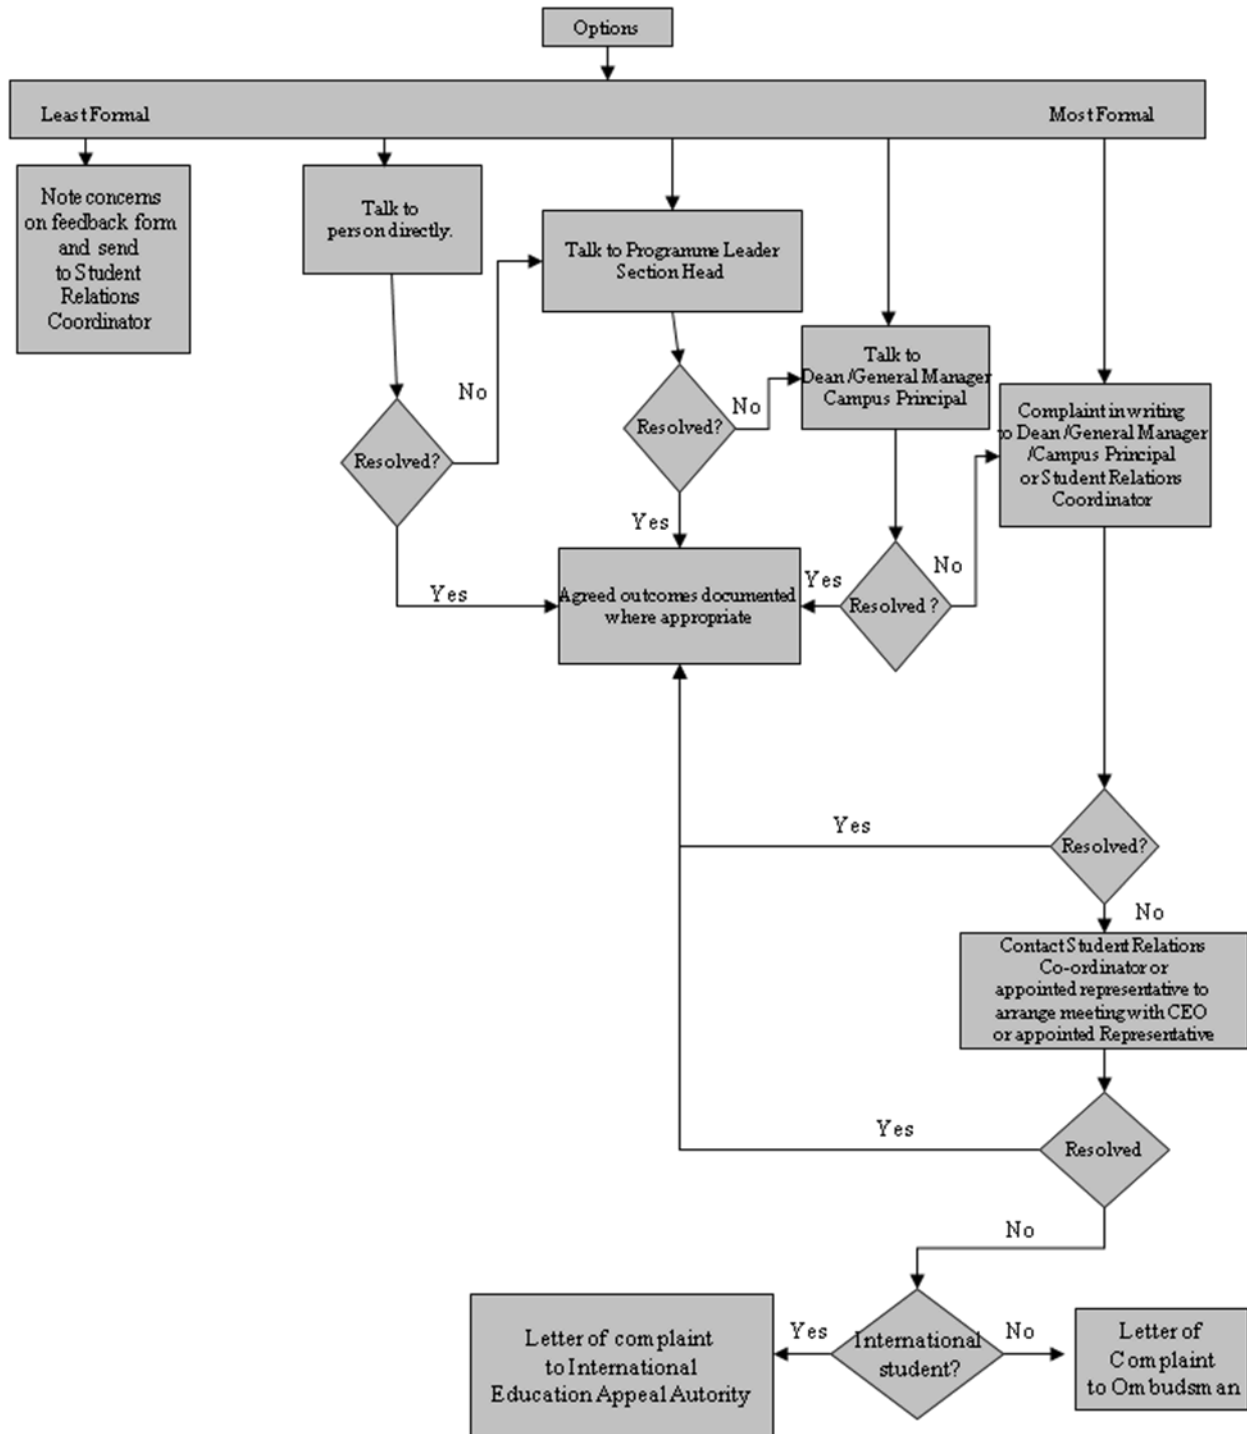 Options
Least Formal
Most Formal
Note concerns
on feedback form
and send
to Student
Relations
Coordinator
Talk to
person directly.
Talk to Programme Leader
Section Head
Talk to
Dean /General Manager
Campus Principal
Complaint in writing
to Dean /General Manager
/Campus Principal
or Student Relations
Coordinator
No
Resolved?
No
Resolved?
Yes
Yes
Agreed outcomes documented
where appropriate
Yes
Resolved ?
No
Yes
Resolved?
No
Contact Student Relations
Co-ordinator or
appointed representative to
arrange meeting with CEO
or appointed Representative
Yes
Resolved
No
Letter of complaint
to International
Education Appeal Autority
Yes
International
student?
No
Letter of
Complaint
to Ombudsman